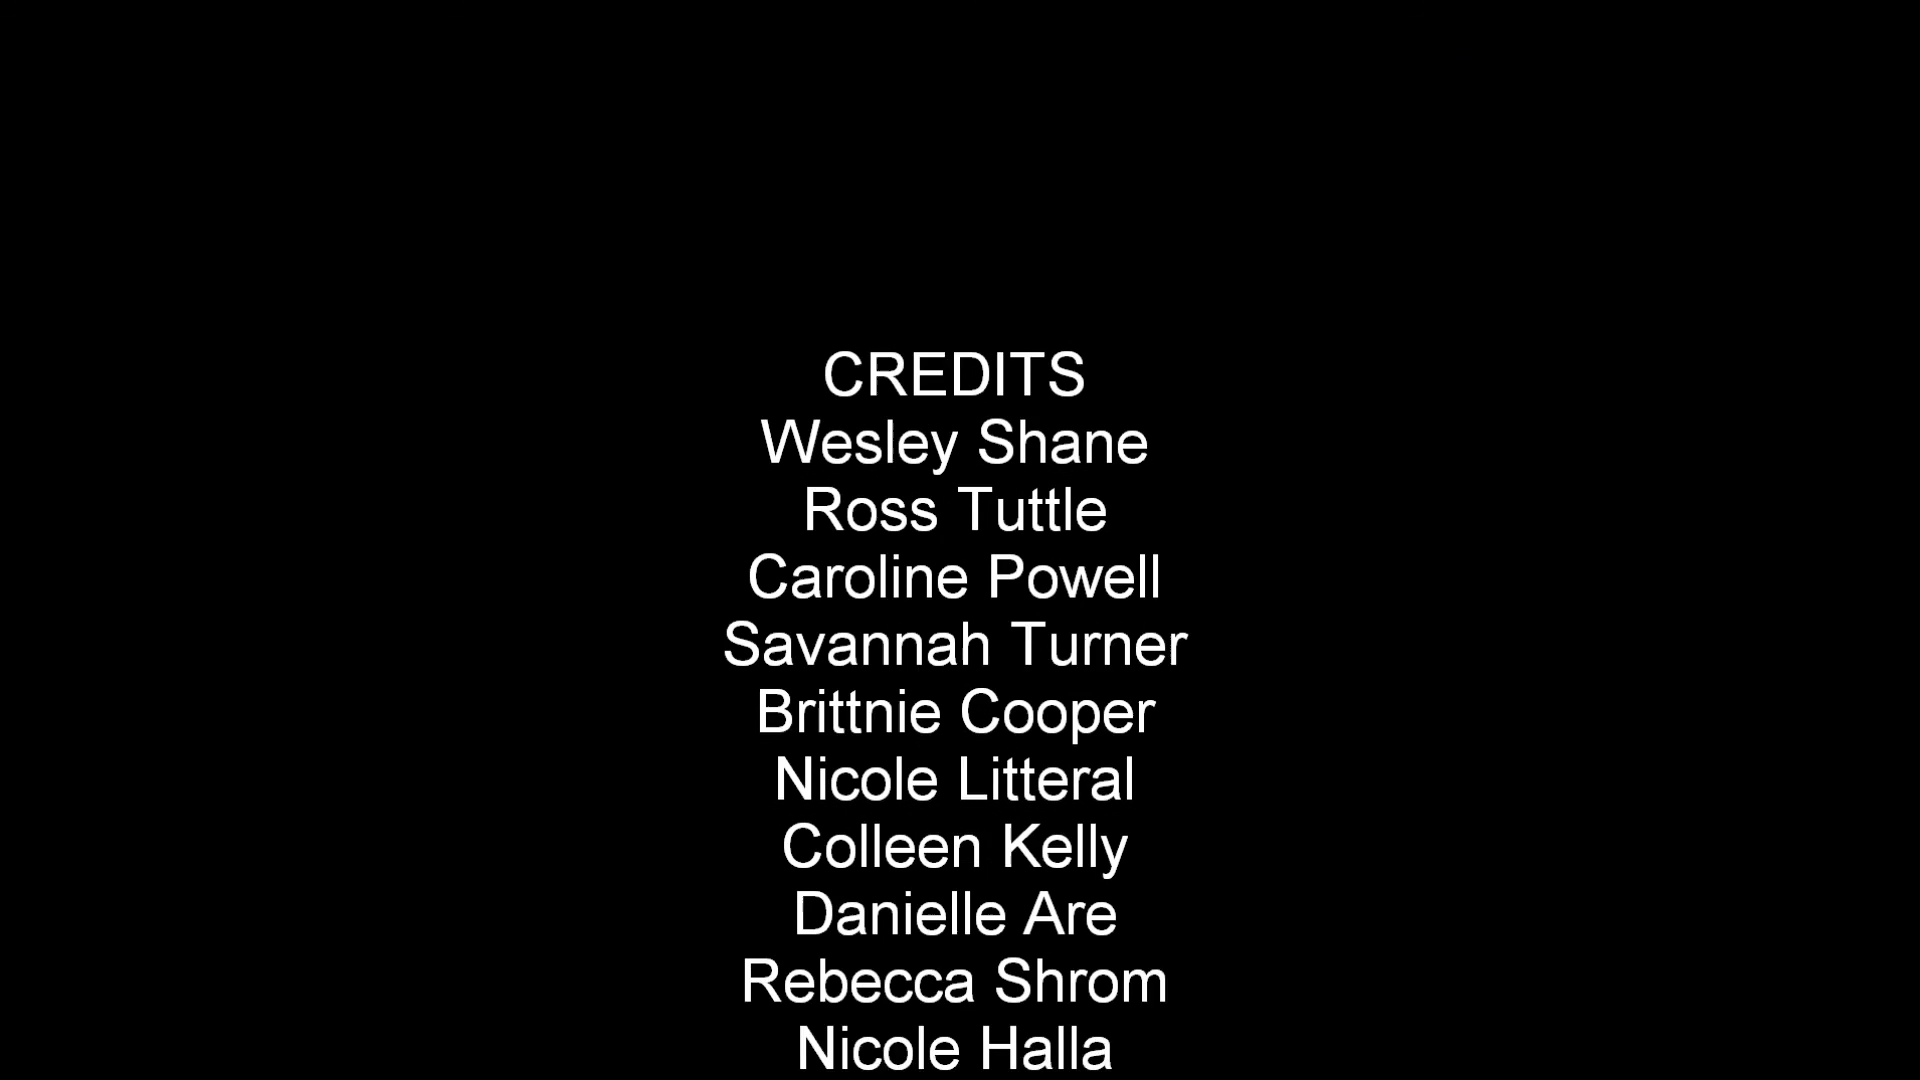 CREDITS
Wesley Shane
Ross Tuttle
Caroline Powell
Savannah Turner
Brittnie Cooper
Nicole Litteral
Colleen Kelly
Danielle Are
Rebecca Shrom
Nicole Halla